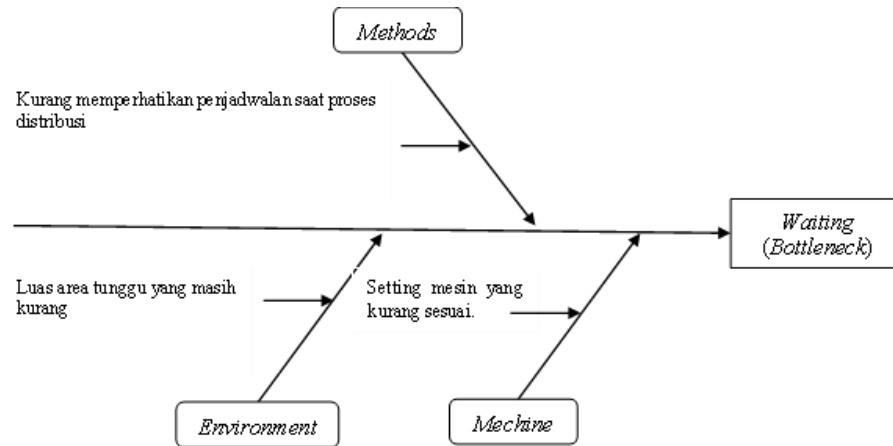 Methods
Kurang memperhatikan penjadwalan saat proses
distribusi
Waiting
(Bottleneck)
Luas area tunggu yang masih
kurang
Setting mesin yang
kurang sesuai.
Environment
Mechine